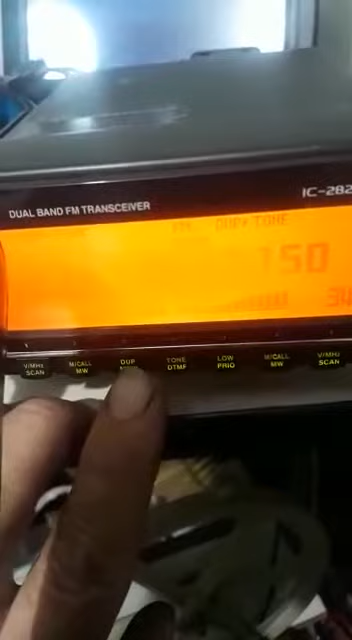 DUAL BAND FM TRANSCEIVER
IC-282
DUP+ TONE
150
V/MHz M/CALL DUP TONE LOW M/CALL V/MHz
SCAN MW DTMF PRIO MW SCAN